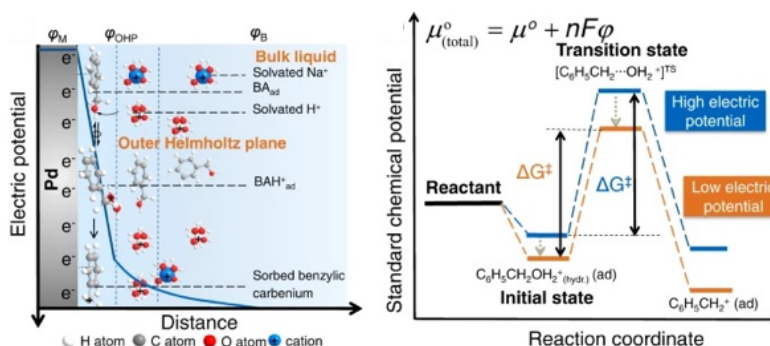 φM
φOHP
φB
Bulk liquid
Solvated Na⁺
BAad
Solvated H⁺
Outer Helmholtz plane
BAH⁺ad
Sorbed benzylic
carbenium
Electric potential
Pd
e⁻
e⁻
e⁻
e⁻
e⁻
e⁻
e⁻
Distance
H atom C atom O atom cation
μ°(total) = μ° + nFφ
Transition state
[C₆H₅CH₂···OH₂⁺]TS
High electric
potential
ΔG‡
ΔG‡
Low electric
potential
Reactant
C₆H₅CH₂OH₂⁺(hydr.) (ad)
Initial state
C₆H₅CH₂⁺ (ad)
Standard chemical potential
Reaction coordinate